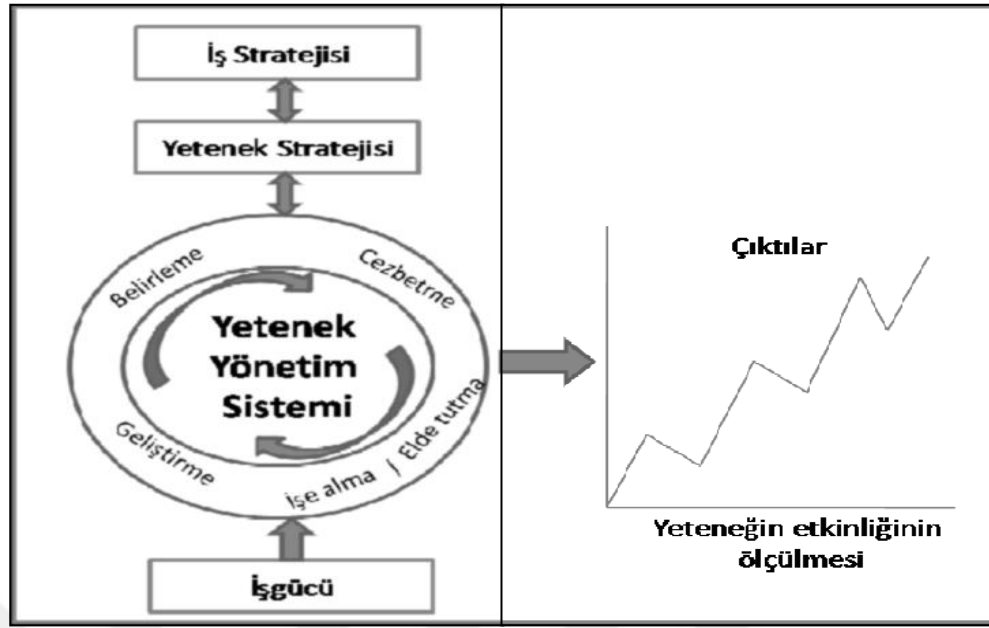 İş Stratejisi
Yetenek Stratejisi
Belirleme
Cezbetme
Yetenek
Yönetim
Sistemi
Geliştirme
İşe alma / Elde tutma
İşgücü
Çıktılar
Yeteneğin etkinliğinin
ölçülmesi